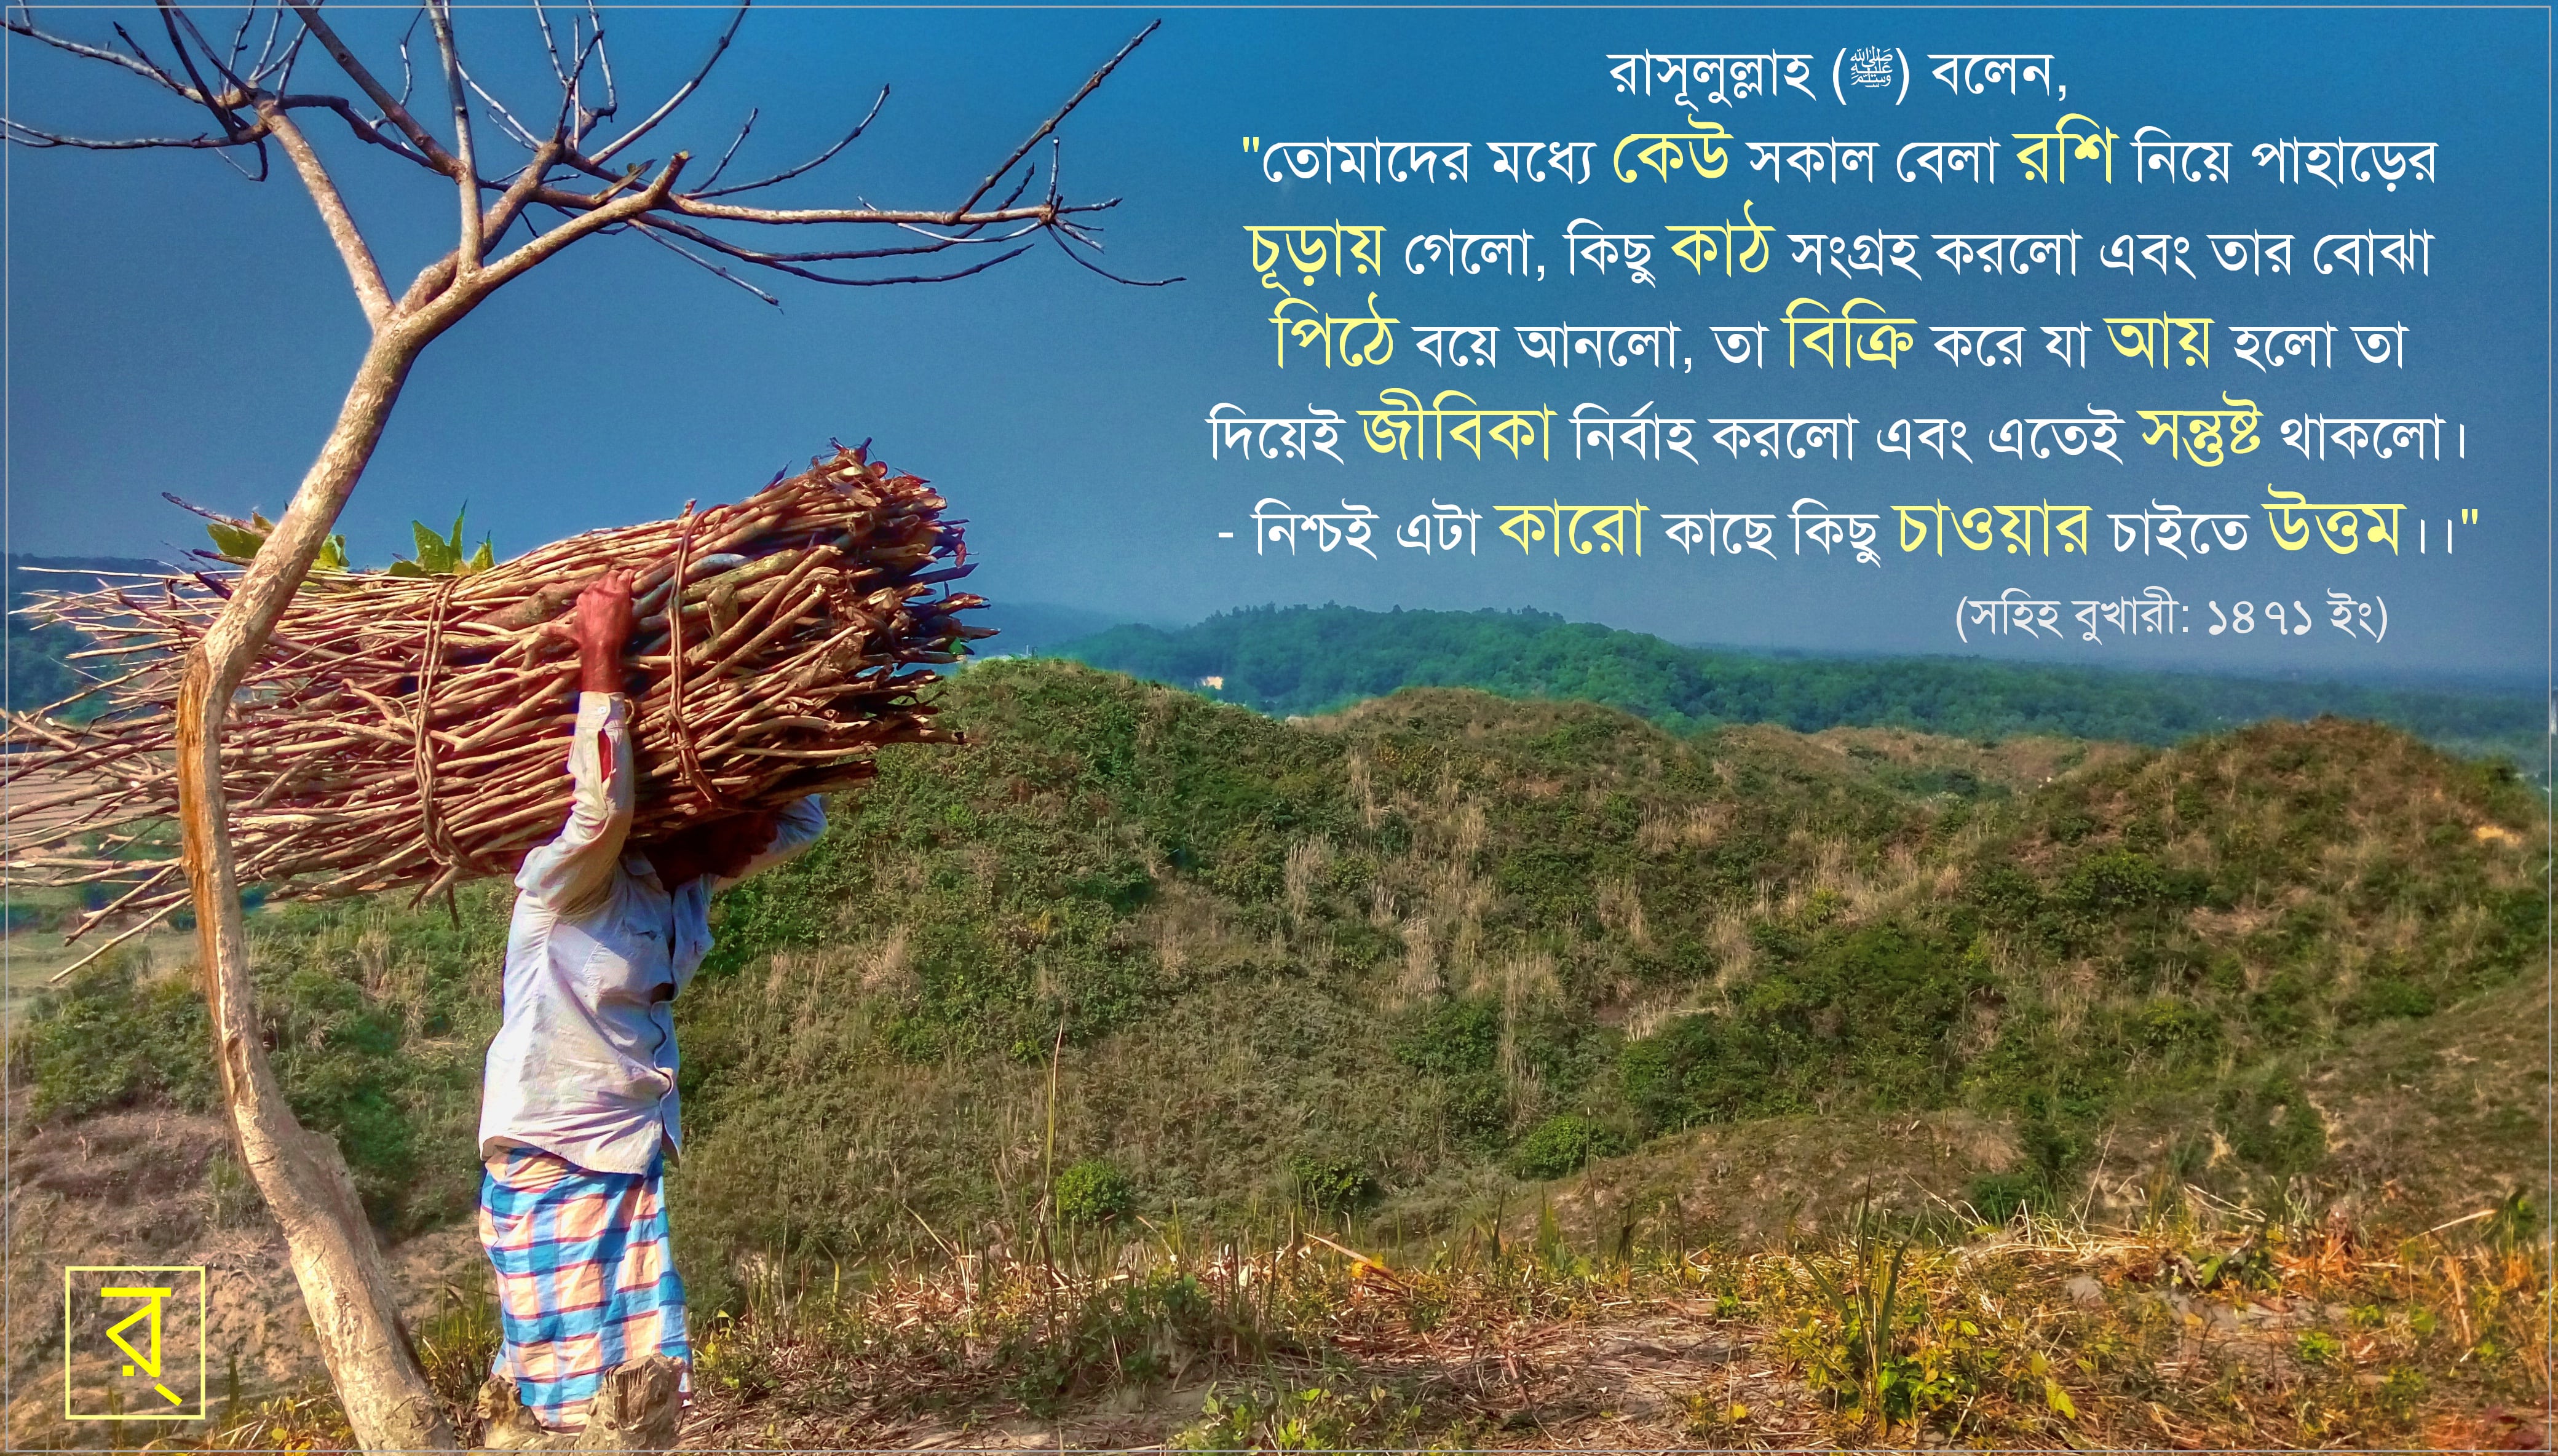 রাসূলুল্লাহ (ﷺ) বলেন,
"তোমাদের মধ্যে কেউ সকাল বেলা রশি নিয়ে পাহাড়ের
চূড়ায় গেলো, কিছু কাঠ সংগ্রহ করলো এবং তার বোঝা
পিঠে বয়ে আনলো, তা বিক্রি করে যা আয় হলো তা
দিয়েই জীবিকা নির্বাহ করলো এবং এতেই সন্তুষ্ট থাকলো।
- নিশ্চই এটা কারো কাছে কিছু চাওয়ার চাইতে উত্তম।।"
(সহিহ বুখারী: ১৪৭১ ইং)
র্